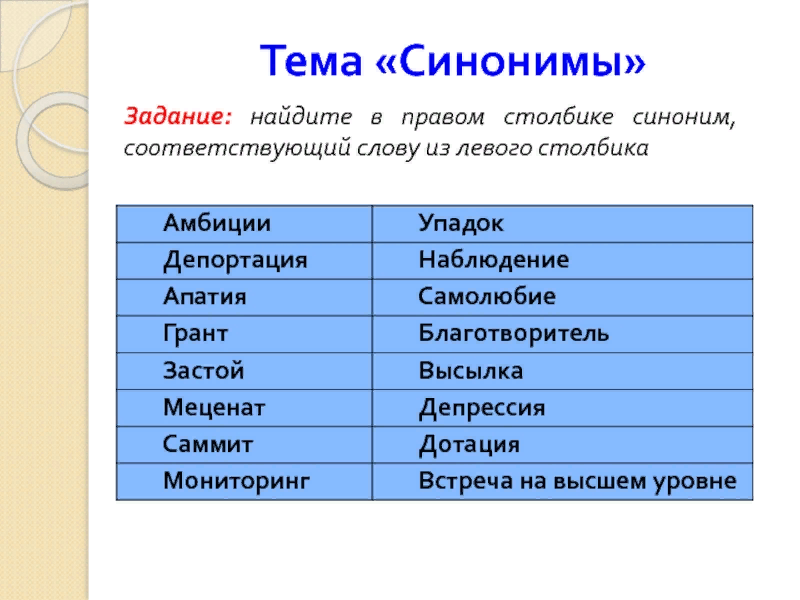 Тема «Синонимы»
Задание: найдите в правом столбике синоним,
соответствующий слову из левого столбика
Амбиции Упадок
Депортация Наблюдение
Апатия Самолюбие
Грант Благотворитель
Застой Высылка
Меценат Депрессия
Саммит Дотация
Мониторинг Встреча на высшем уровне